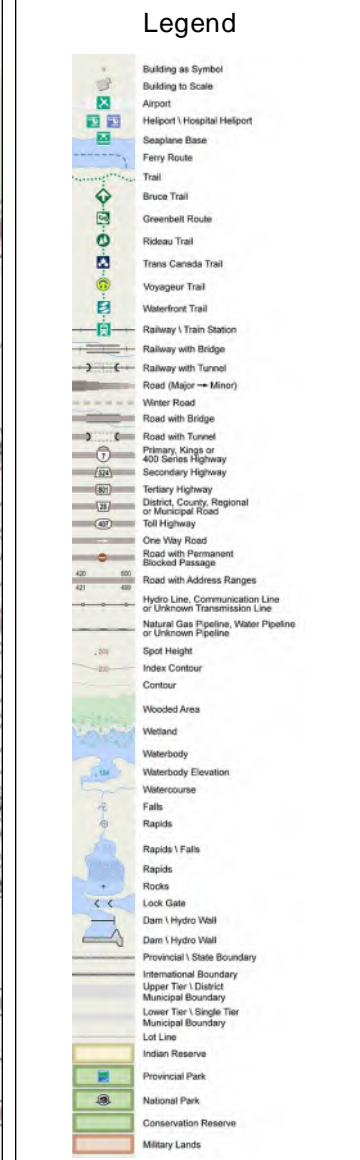 Legend
Building as Symbol
Building to Scale
Airport
Heliport \ Hospital Heliport
Seaplane Base
Ferry Route
Trail
Bruce Trail
Greenbelt Route
Rideau Trail
Trans Canada Trail
Voyageur Trail
Waterfront Trail
Railway \ Train Station
Railway with Bridge
Railway with Tunnel
Road (Major → Minor)
Winter Road
Road with Bridge
Road with Tunnel
7
Primary, Kings or
400 Series Highway
524
Secondary Highway
801
Tertiary Highway
28
District, County, Regional
or Municipal Road
407
Toll Highway
One Way Road
Road with Permanent
Blocked Passage
420 600
Road with Address Ranges
421 499
Hydro Line, Communication Line
or Unknown Transmission Line
Natural Gas Pipeline, Water Pipeline
or Unknown Pipeline
Spot Height
Index Contour
Contour
Wooded Area
Wetland
Waterbody
184
Waterbody Elevation
Watercourse
Falls
Rapids
Rapids \ Falls
Rapids
Rocks
Lock Gate
Dam \ Hydro Wall
Dam \ Hydro Wall
Provincial \ State Boundary
International Boundary
Upper Tier \ District
Municipal Boundary
Lower Tier \ Single Tier
Municipal Boundary
Lot Line
Indian Reserve
Provincial Park
National Park
Conservation Reserve
Military Lands